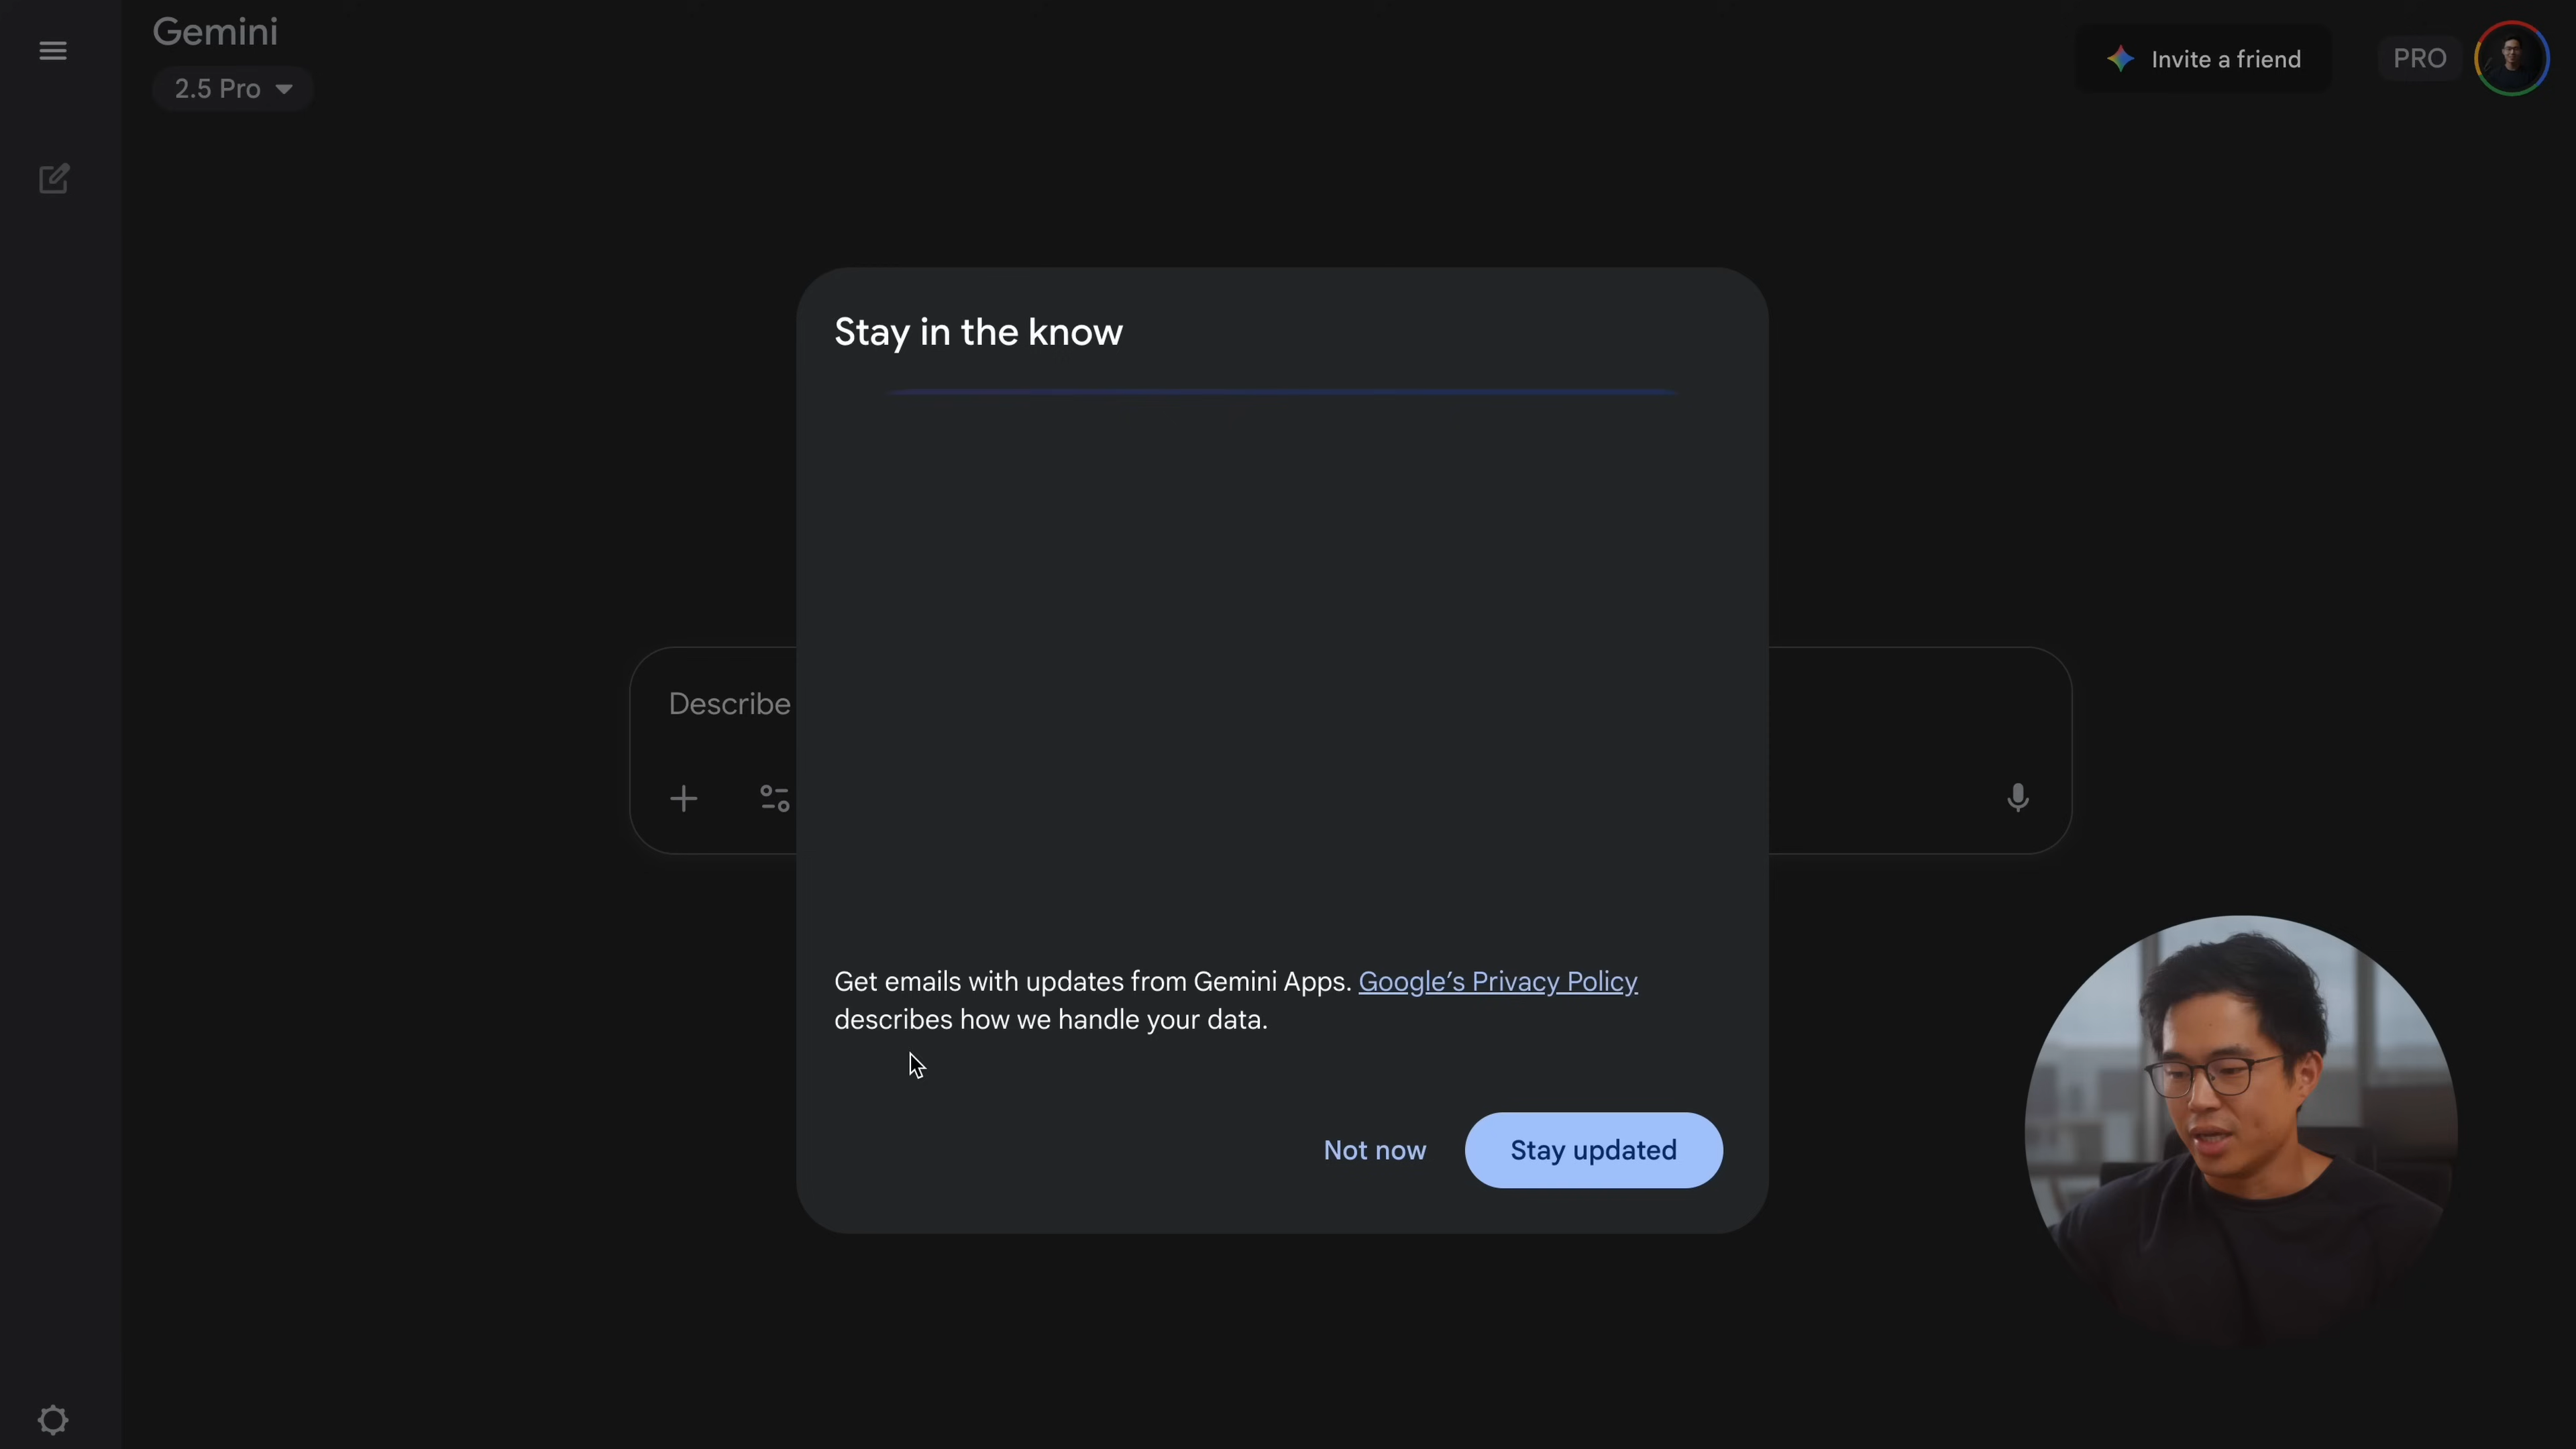 Gemini
2.5 Pro
Invite a friend
PRO
Stay in the know
Describe
Get emails with updates from Gemini Apps. Google’s Privacy Policy
describes how we handle your data.
Not now
Stay updated